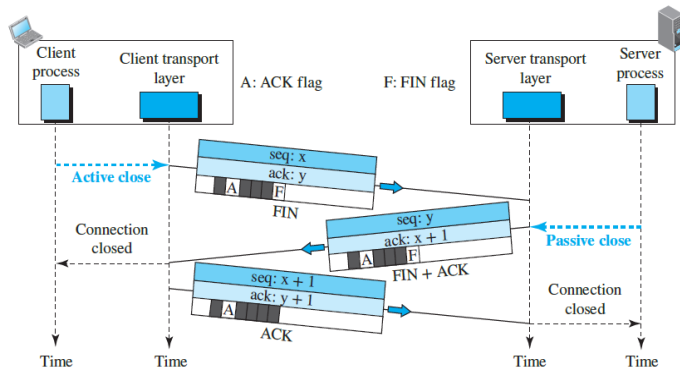 Client
process
Client transport
layer
A: ACK flag
F: FIN flag
Server transport
layer
Server
process
Active close
seq: x
ack: y
A F
FIN
seq: y
ack: x + 1
A F
FIN + ACK
Passive close
Connection
closed
seq: x + 1
ack: y + 1
A
ACK
Connection
closed
Time
Time
Time
Time